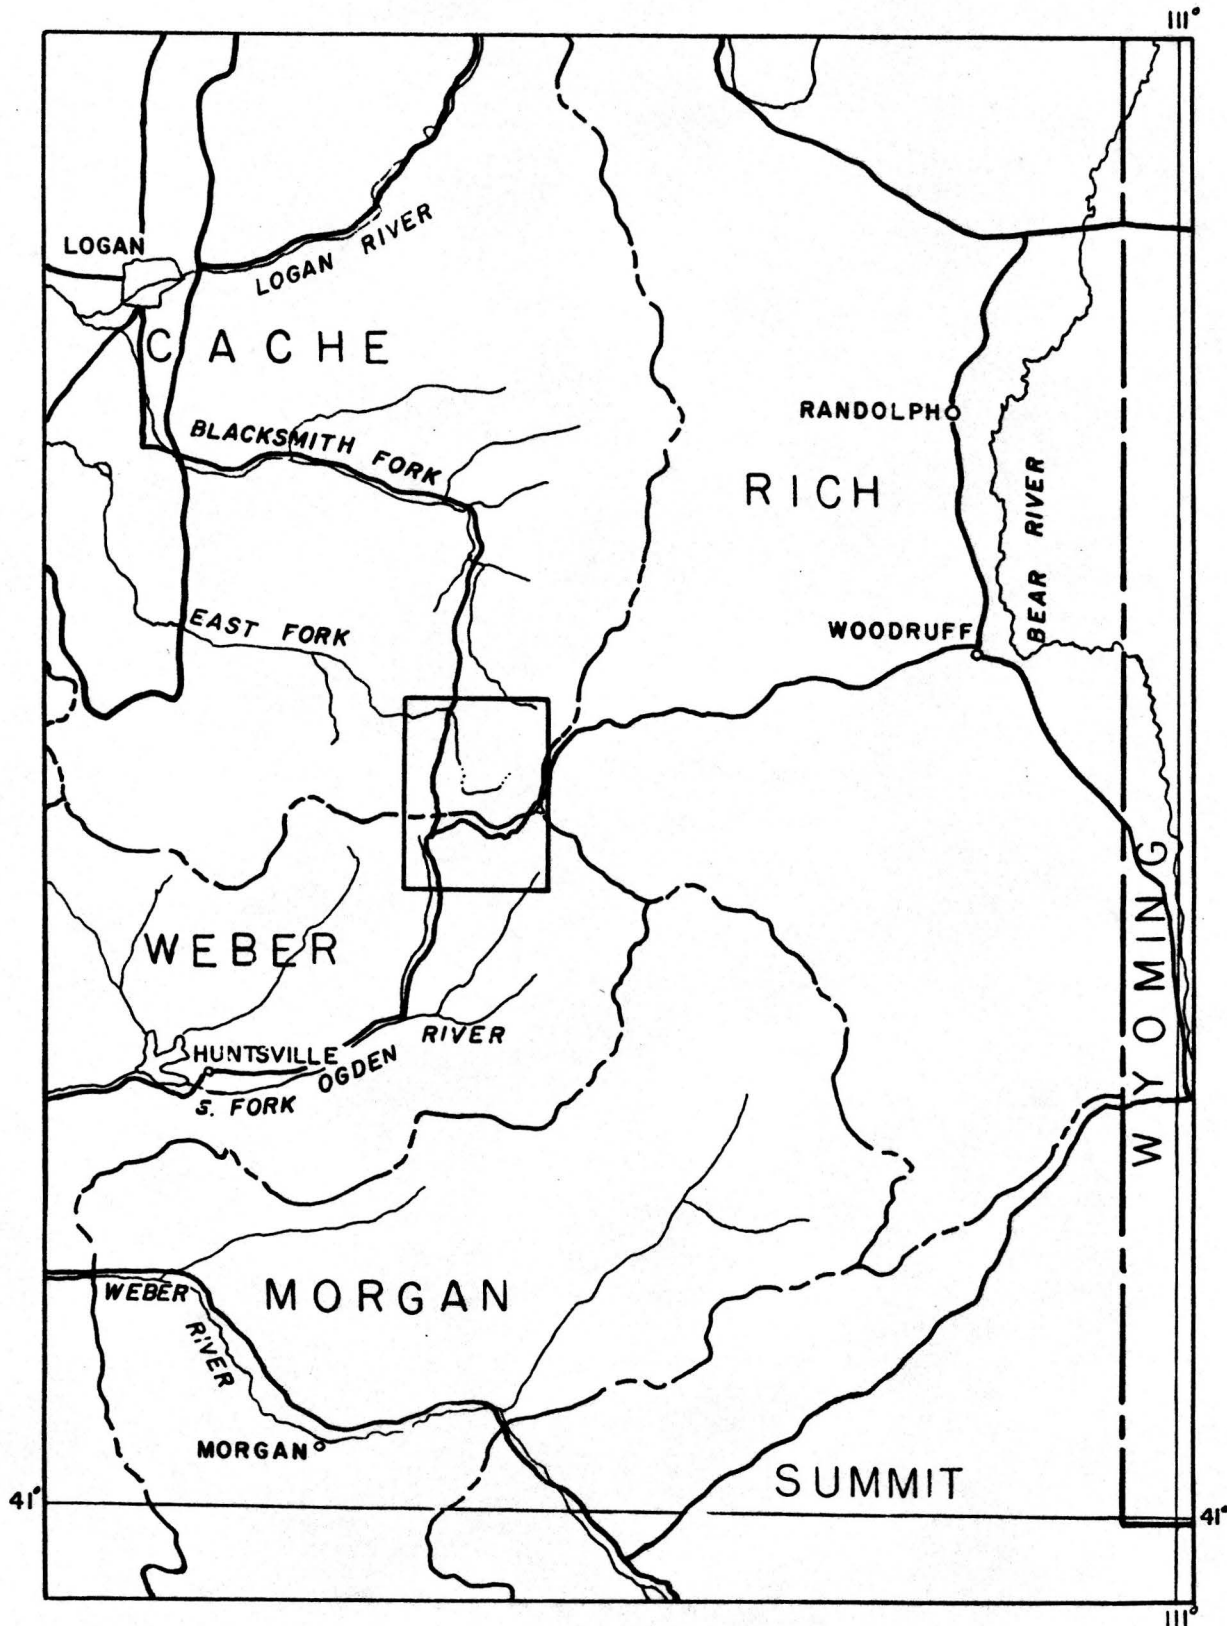 111°
LOGAN
LOGAN RIVER
CACHE
RANDOLPH
BLACKSMITH FORK
RICH
BEAR RIVER
EAST FORK
WOODRUFF
WYOMING
WEBER
RIVER
HUNTSVILLE
OGDEN
S. FORK
MORGAN
WEBER
RIVER
MORGAN
SUMMIT
41°
41°
111°